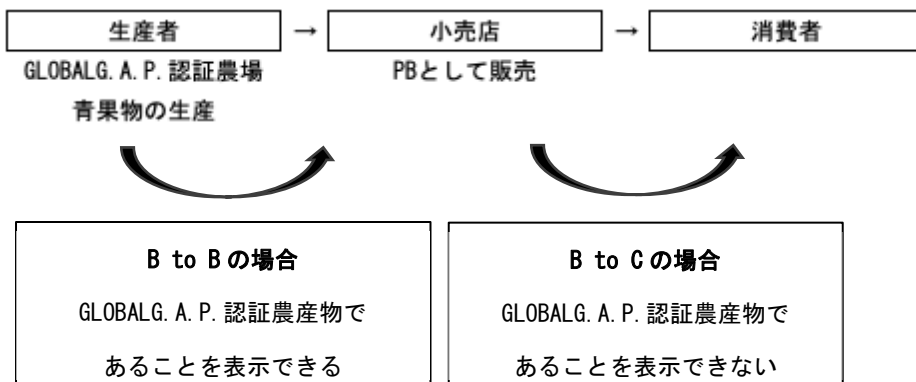 生産者 → 小売店 → 消費者
GLOBALG.A.P.認証農場 PBとして販売
青果物の生産
B to Bの場合
GLOBALG.A.P.認証農産物で
あることを表示できる
B to Cの場合
GLOBALG.A.P.認証農産物で
あることを表示できない